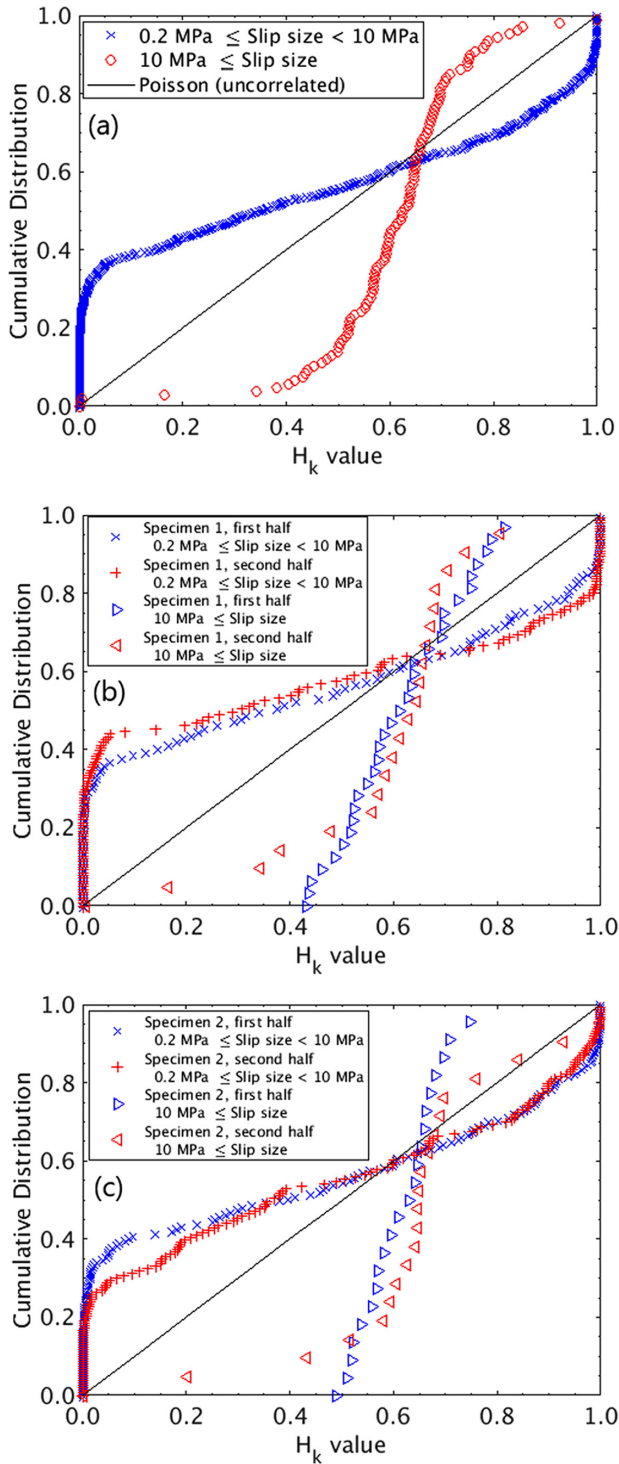 1.0
0.2 MPa ≤ Slip size < 10 MPa
10 MPa ≤ Slip size
Poisson (uncorrelated)
0.8
(a)
0.6
Cumulative Distribution
0.4
0.2
0.0
0.0 0.2 0.4 0.6 0.8 1.0
Hk value
1.0
Specimen 1, first half
0.2 MPa ≤ Slip size < 10 MPa
Specimen 1, second half
0.2 MPa ≤ Slip size < 10 MPa
Specimen 1, first half
10 MPa ≤ Slip size
Specimen 1, second half
10 MPa ≤ Slip size
0.8
0.6
(b)
Cumulative Distribution
0.4
0.2
0.0
0.0 0.2 0.4 0.6 0.8 1.0
Hk value
1.0
Specimen 2, first half
0.2 MPa ≤ Slip size < 10 MPa
Specimen 2, second half
0.2 MPa ≤ Slip size < 10 MPa
Specimen 2, first half
10 MPa ≤ Slip size
Specimen 2, second half
10 MPa ≤ Slip size
0.8
0.6
(c)
Cumulative Distribution
0.4
0.2
0.0
0.0 0.2 0.4 0.6 0.8 1.0
Hk value